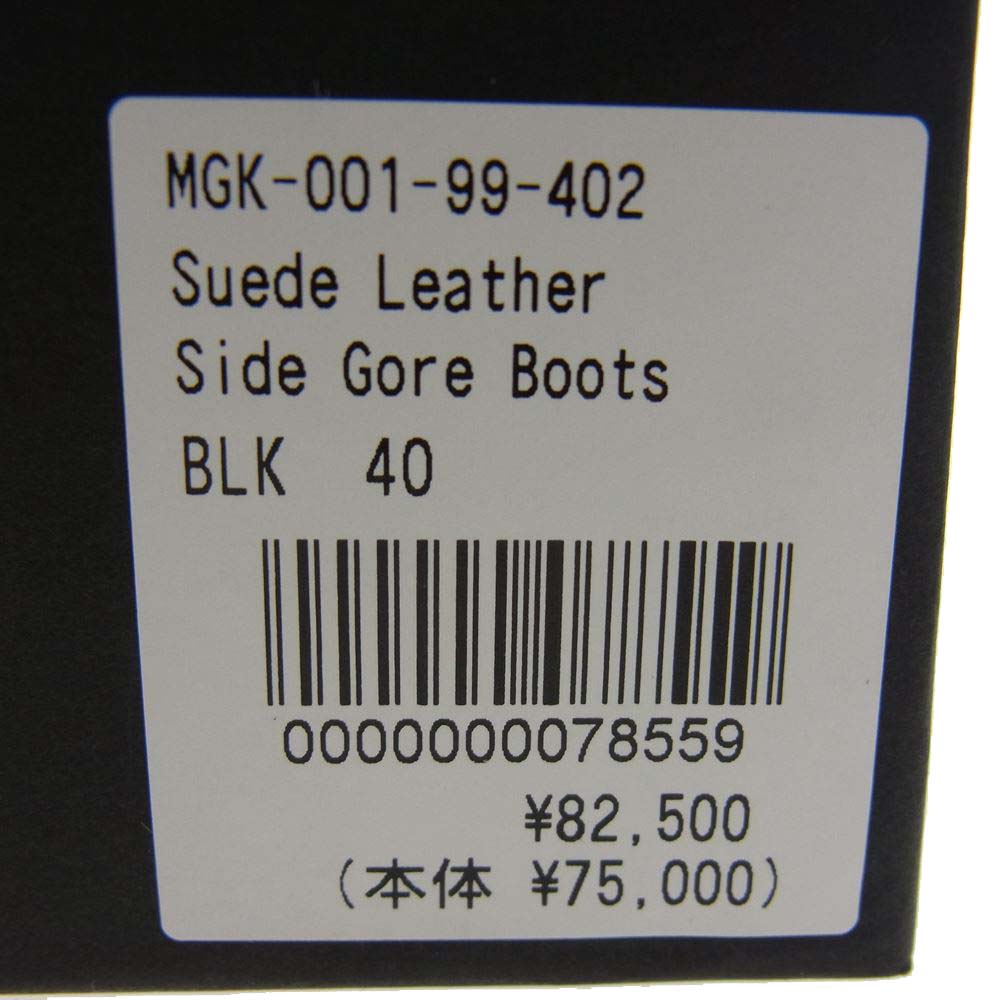 MGK-001-99-402
Suede Leather
Side Gore Boots
BLK 40
0000000078559
¥82,500
(本体 ¥75,000)